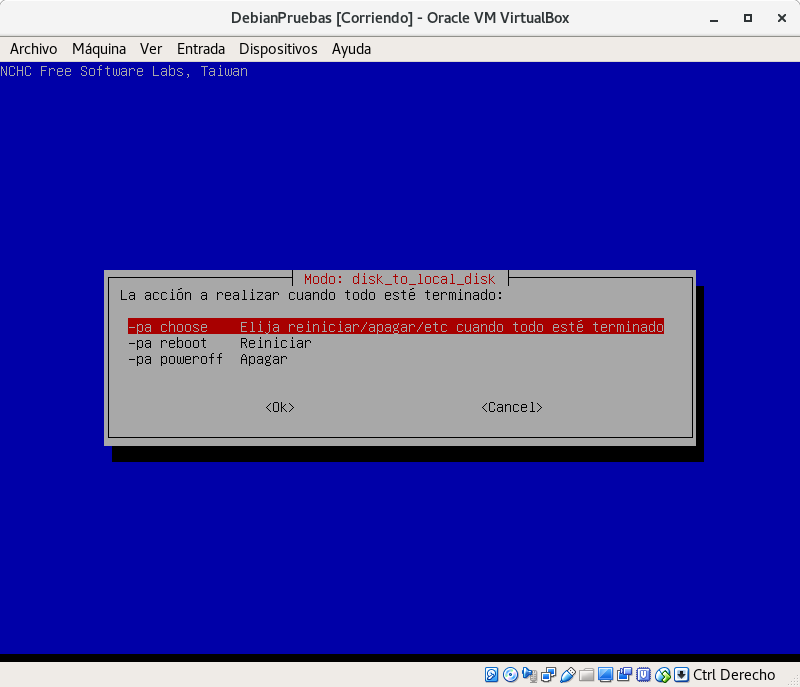 DebianPruebas [Corriendo] - Oracle VM VirtualBox
Archivo Máquina Ver Entrada Dispositivos Ayuda
NCHC Free Software Labs, Taiwan
Modo: disk_to_local_disk
La acción a realizar cuando todo esté terminado:
-pa choose Elija reiniciar/apagar/etc cuando todo esté terminado
-pa reboot Reiniciar
-pa poweroff Apagar
<Ok> <Cancel>
Ctrl Derecho